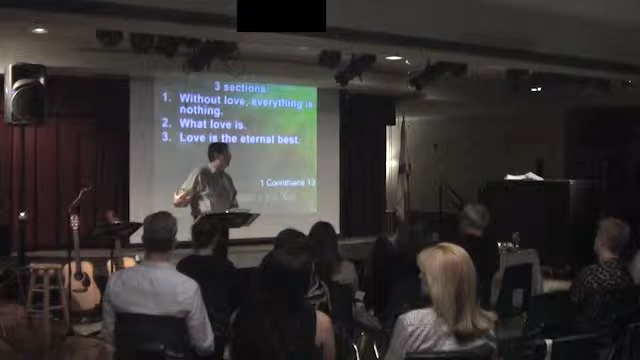 3 sections
1. Without love, everything is
nothing.
2. What love is.
3. Love is the eternal best.
1 Corinthians 13